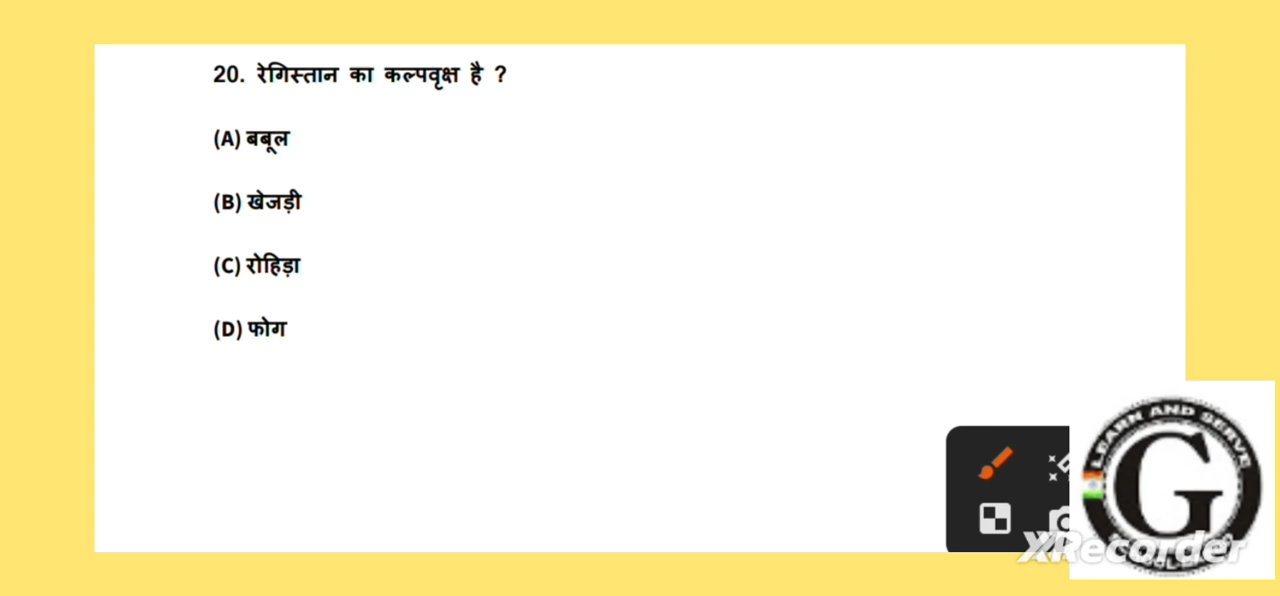 20. रेगिस्तान का कल्पवृक्ष है ?
(A) बबूल
(B) खेजड़ी
(C) रोहिड़ा
(D) फोग
LEARN AND SERVE
G
XRecorder